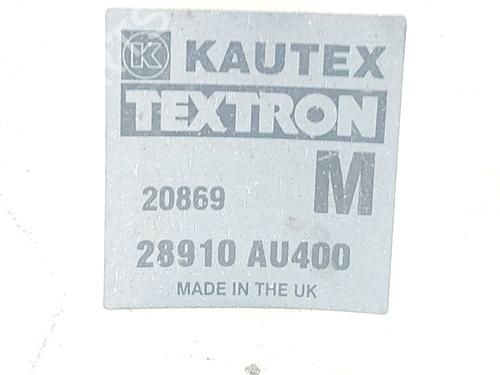 K KAUTEX
TEXTRON
M
20869
28910 AU400
MADE IN THE UK